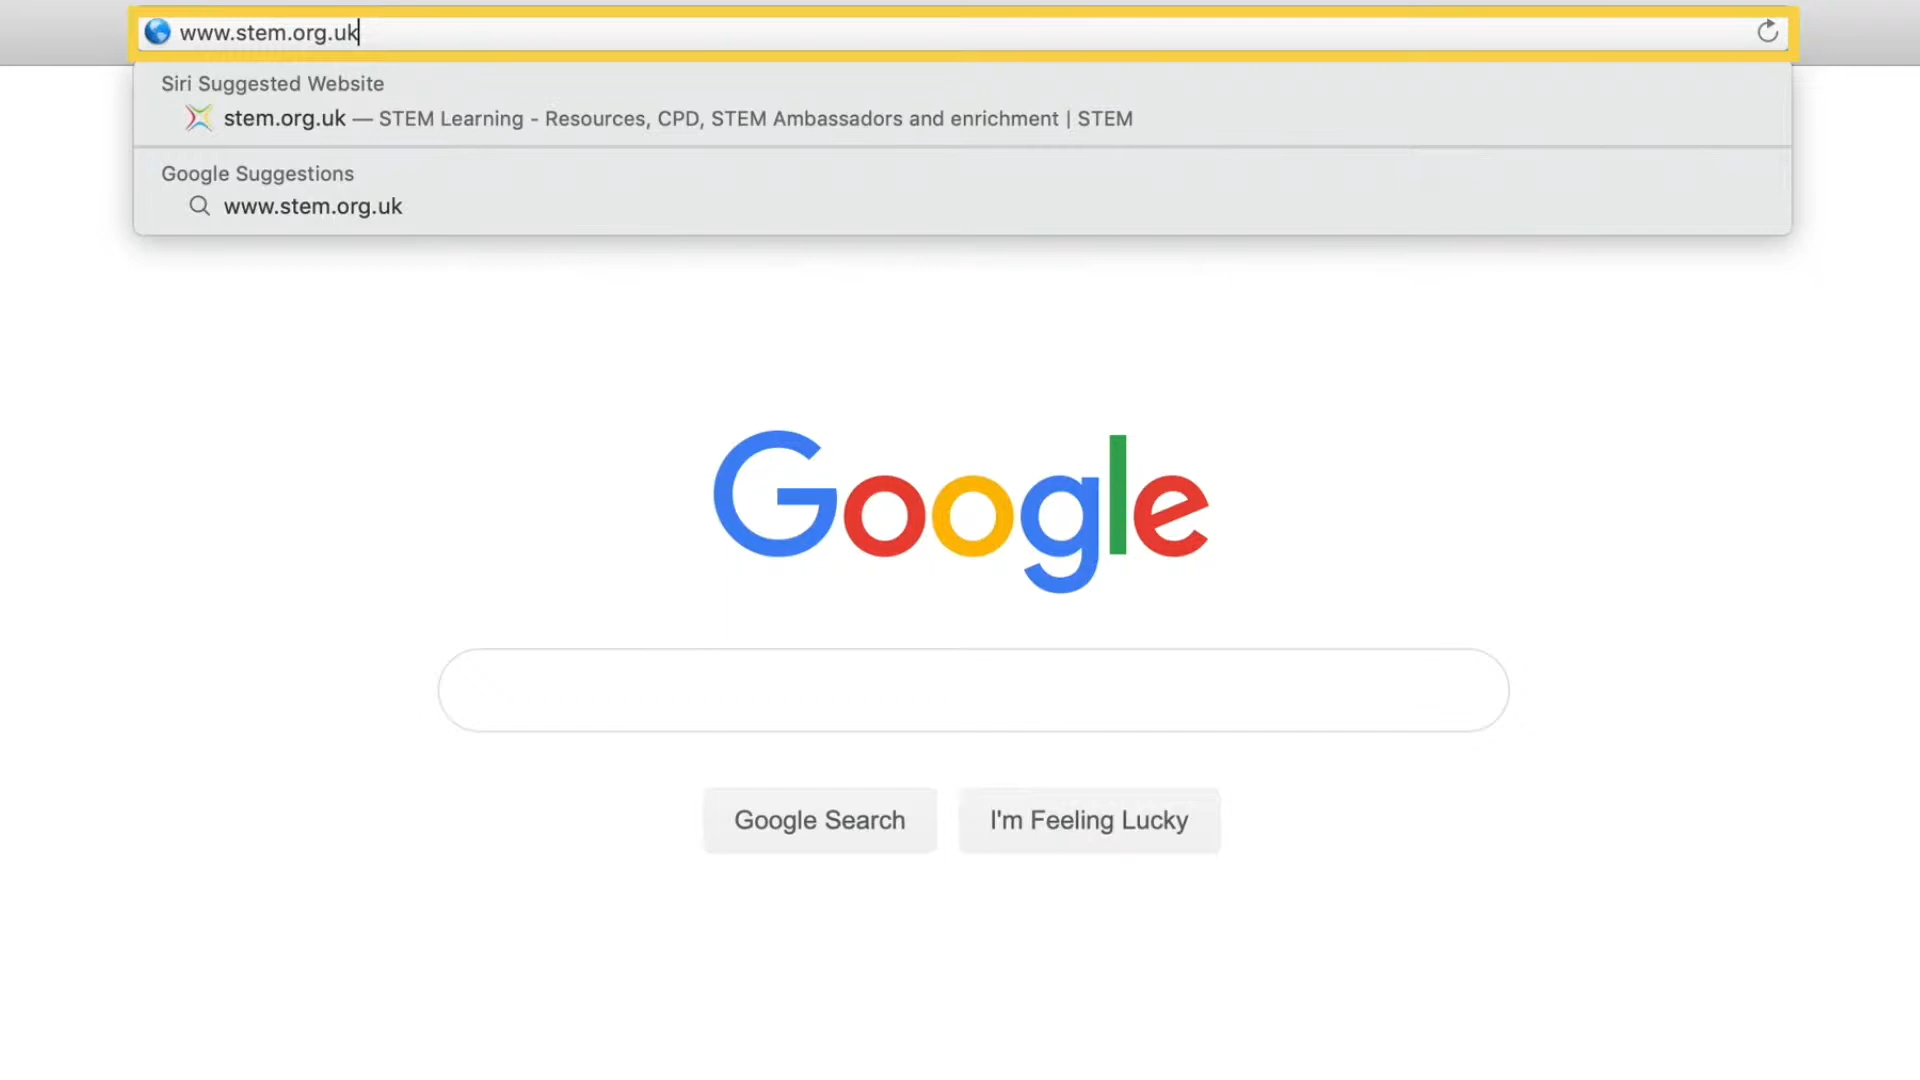 www.stem.org.uk
Siri Suggested Website
stem.org.uk — STEM Learning - Resources, CPD, STEM Ambassadors and enrichment | STEM
Google Suggestions
www.stem.org.uk
Google
Google Search
I'm Feeling Lucky